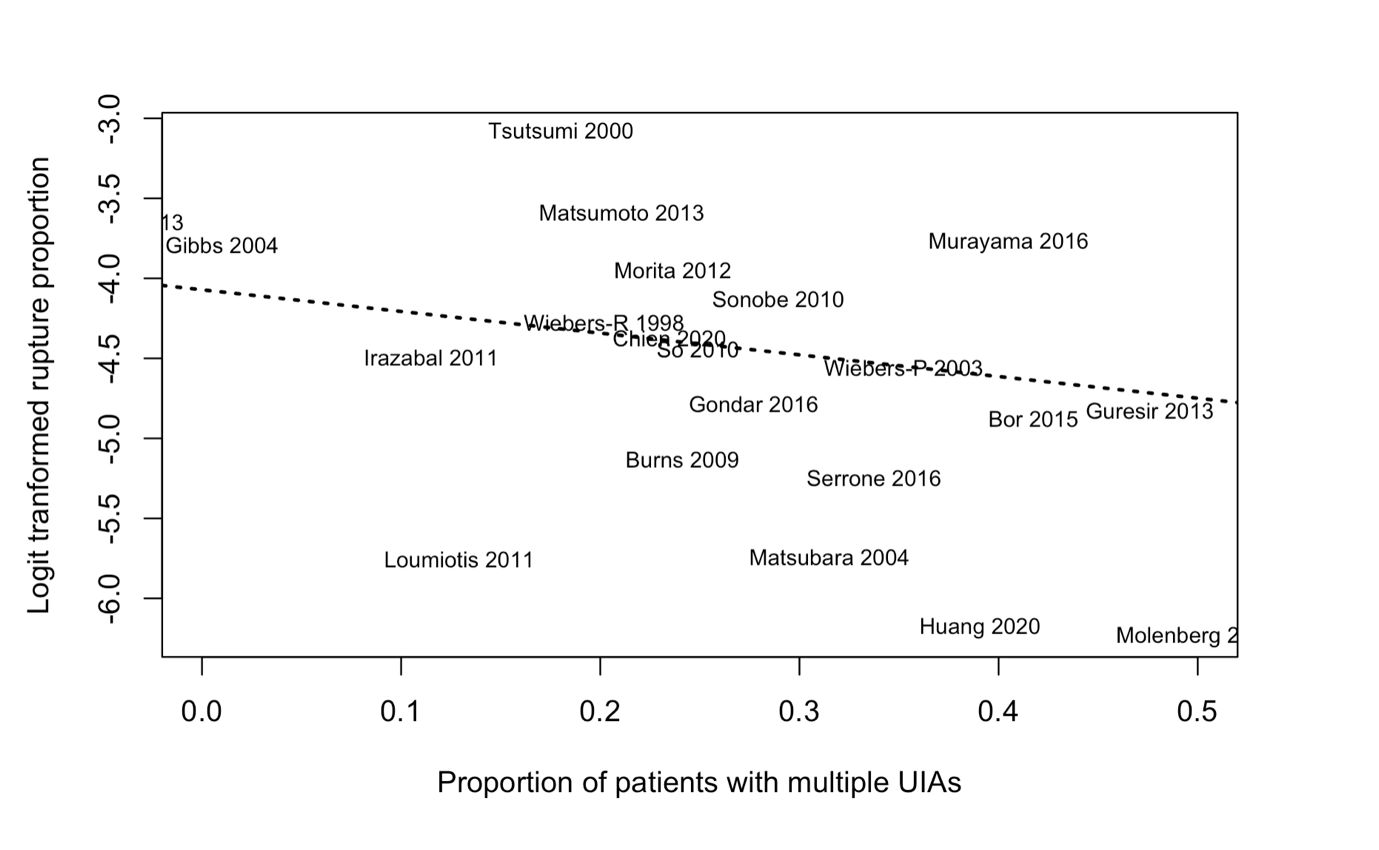 Logit tranformed rupture proportion
-3.0
-3.5
-4.0
-4.5
-5.0
-5.5
-6.0
Tsutsumi 2000
Matsumoto 2013
13
Murayama 2016
Gibbs 2004
Morita 2012
Sonobe 2010
Wiebers-R 1998
Chien 2020
So 2010
Irazabal 2011
Wiebers-P 2003
Gondar 2016
Guresir 2013
Bor 2015
Burns 2009
Serrone 2016
Matsubara 2004
Loumiotis 2011
Huang 2020
Molenberg 2
0.0 0.1 0.2 0.3 0.4 0.5
Proportion of patients with multiple UIAs